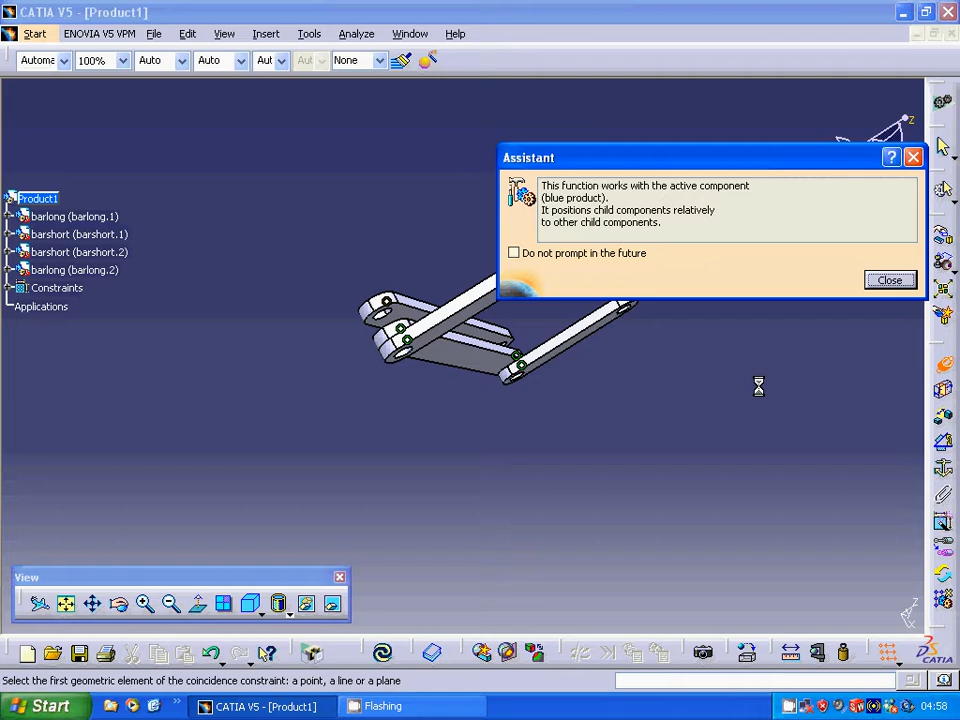 CATIA V5 - [Product1]
Start ENOVIA V5 VPM File Edit View Insert Tools Analyze Window Help
Automa 100% Auto Auto Aut Aut None
Z
Assistant
This function works with the active component
(blue product).
It positions child components relatively
to other child components.
Do not prompt in the future
Close
Product1
barlong (barlong.1)
barshort (barshort.1)
barshort (barshort.2)
barlong (barlong.2)
Constraints
Applications
View
Z
CATIA
Select the first geometric element of the coincidence constraint: a point, a line or a plane
Start CATIA V5 - [Product1] Flashing 04:58